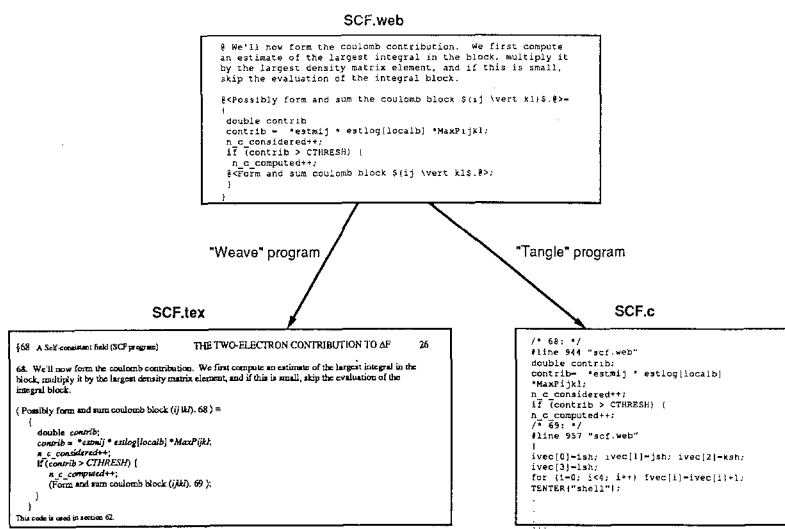 SCF.web
@ We'll now form the coulomb contribution. We first compute
an estimate of the largest integral in the block, multiply it
by the largest density matrix element, and if this is small,
skip the evaluation of the integral block.
@<Possibly form and sum the coulomb block $(ij \vert kl)$.@>=
{
double contrib
contrib = *estmij * estlog[localb] *MaxPijkl;
n_c_considered++;
if (contrib > CTHRESH) {
n_c_computed++;
@<Form and sum coulomb block $(ij \vert kl$.@>;
}
}
"Weave" program
"Tangle" program
SCF.tex
§68 A Self-consistent field (SCF program) THE TWO-ELECTRON CONTRIBUTION TO ΔF 26
68. We'll now form the coulomb contribution. We first compute an estimate of the largest integral in the
block, multiply it by the largest density matrix element, and if this is small, skip the evaluation of the
integral block.
⟨ Possibly form and sum coulomb block (ij |kl). 68 ⟩ =
{
double contrib;
contrib = *estmij * estlog[localb] *MaxPijkl;
n_c_considered++;
if (contrib > CTHRESH) {
n_c_computed++;
⟨Form and sum coulomb block (ijkl). 69 ⟩;
}
}
This code is used in section 62.
SCF.c
/* 68: */
#line 944 "scf.web"
double contrib;
contrib= *estmij * estlog[localb]
*MaxPijkl;
n_c_considered++;
if (contrib > CTHRESH) {
n_c_computed++;
/* 69: */
#line 957 "scf.web"
{
ivec[0]=ish; ivec[1]=jsh; ivec[2]=ksh;
ivec[3]=lsh;
for (i=0; i<4; i++) fvec[i]=ivec[i]+1;
TENTER("shell");
.
.
.